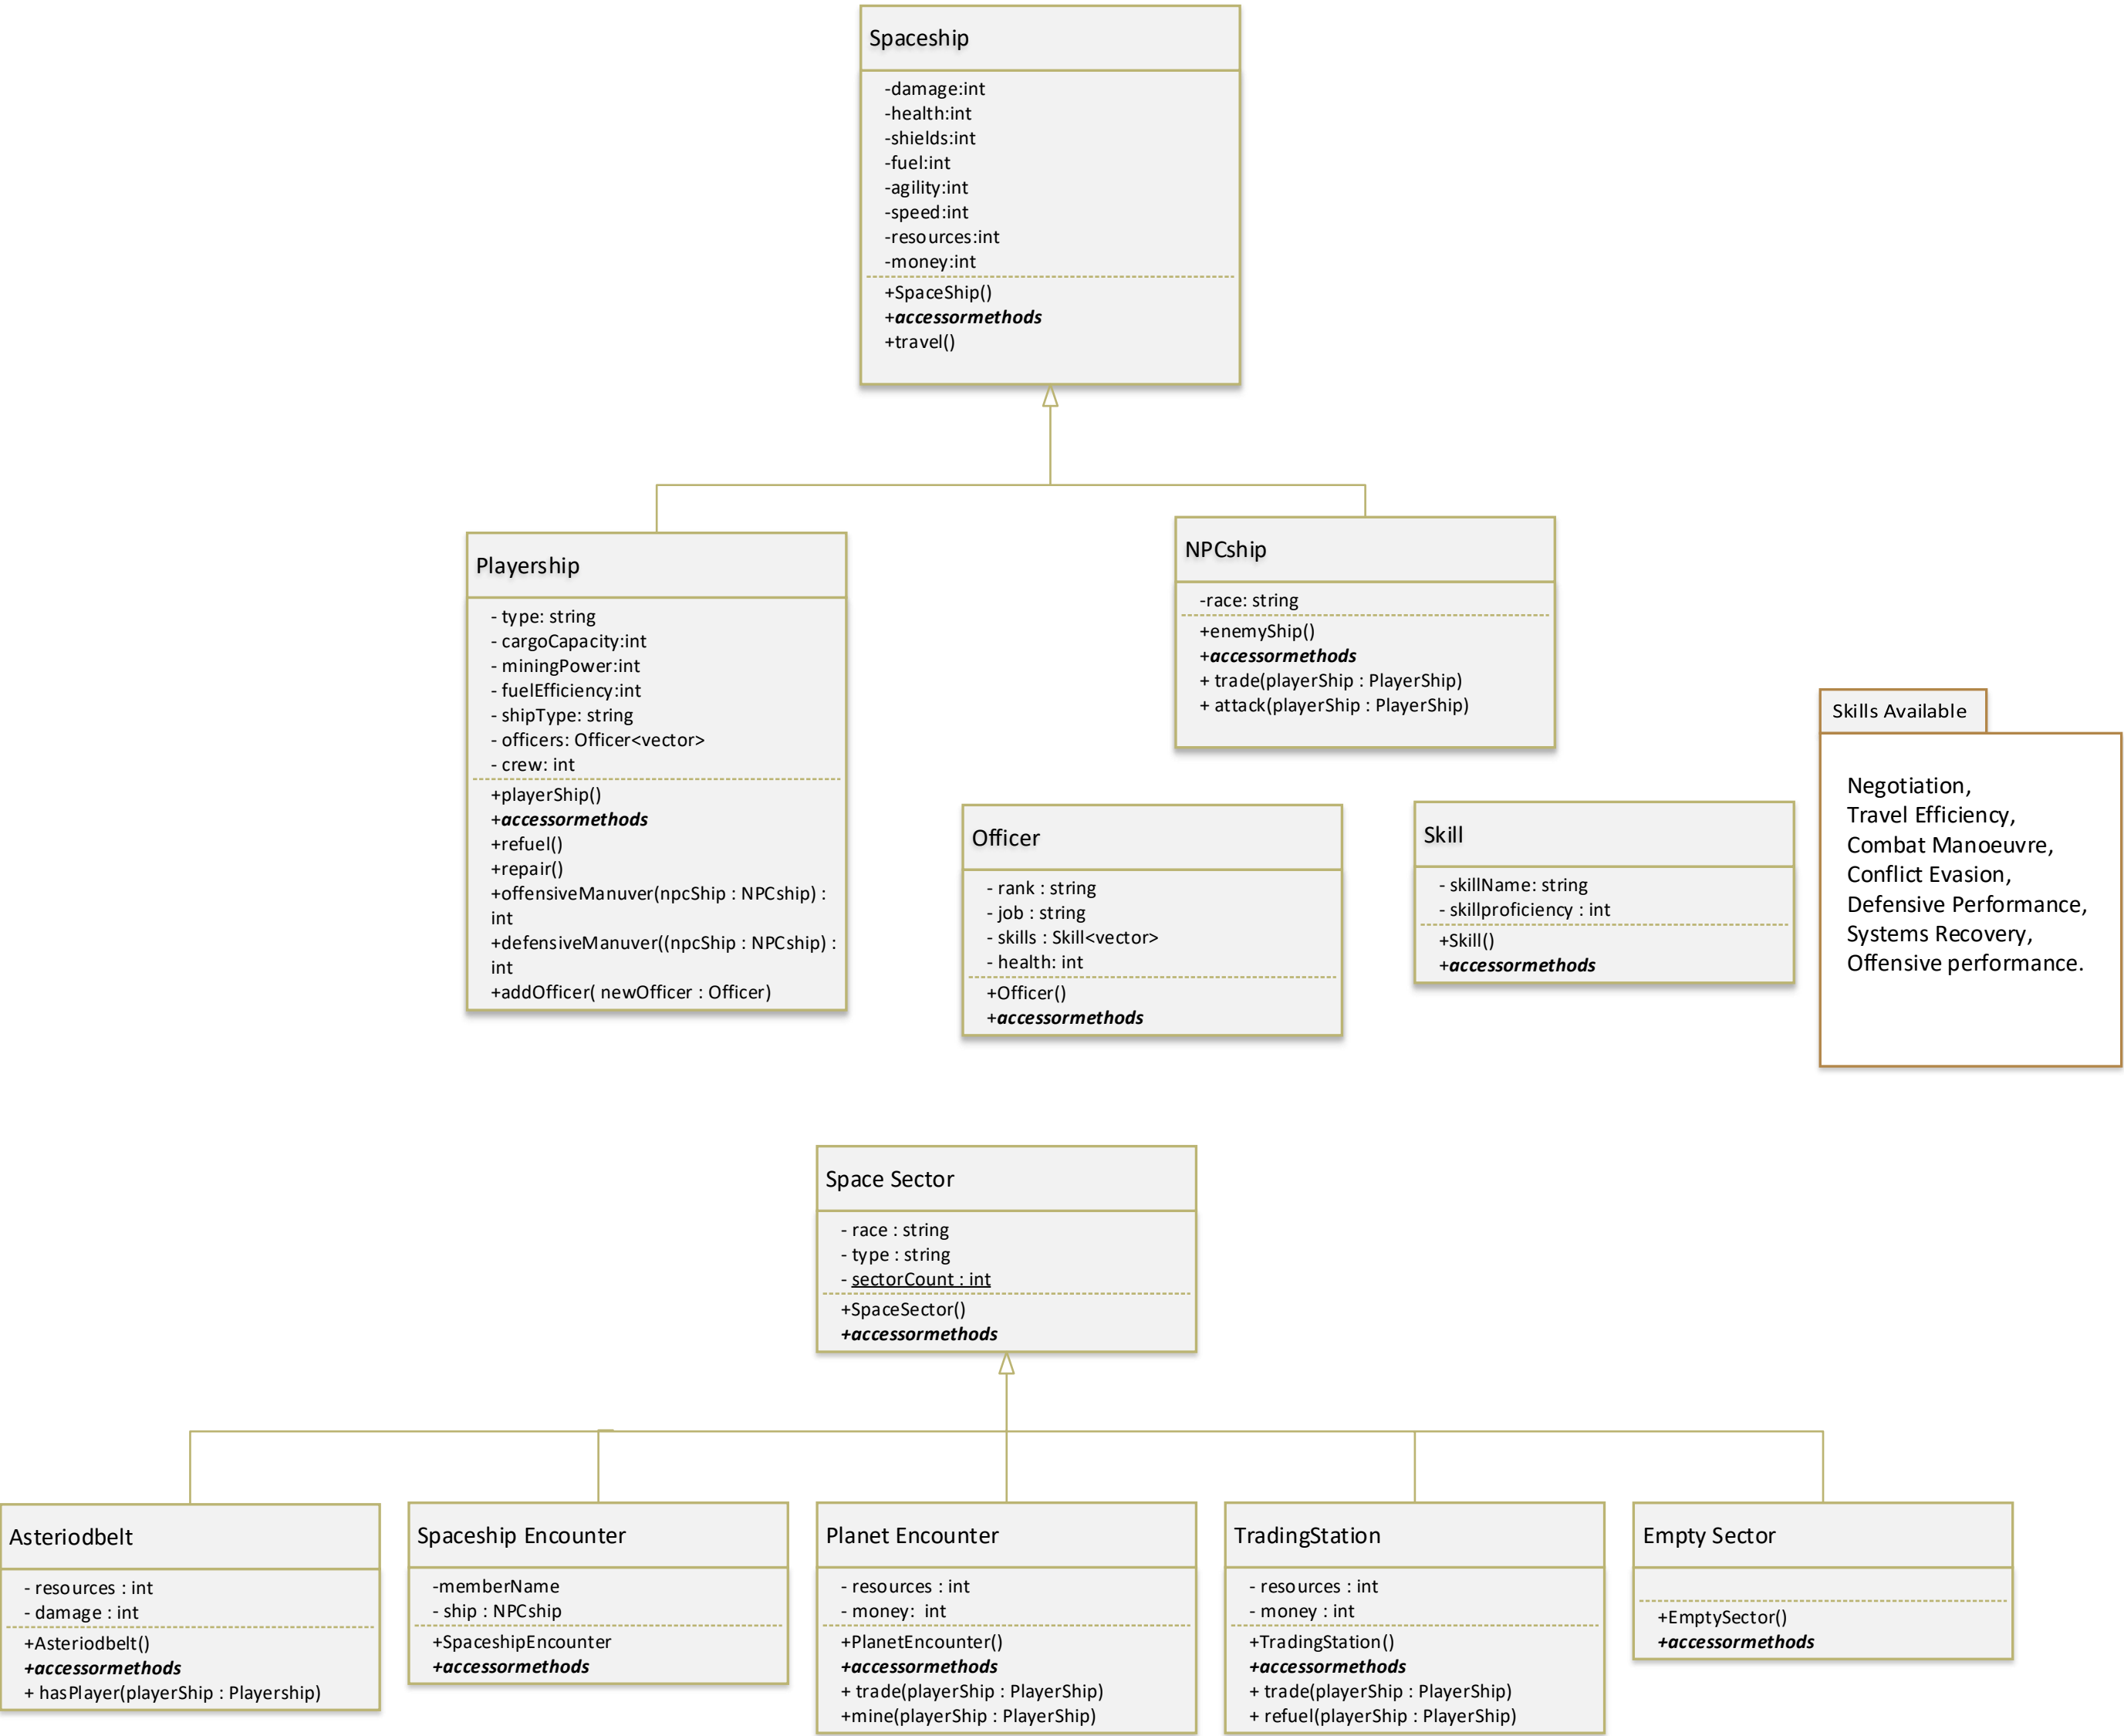 Spaceship
-damage:int
-health:int
-shields:int
-fuel:int
-agility:int
-speed:int
-resources:int
-money:int
+SpaceShip()
+accessormethods
+travel()
Playership
- type: string
- cargoCapacity:int
- miningPower:int
- fuelEfficiency:int
- shipType: string
- officers: Officer<vector>
- crew: int
+playerShip()
+accessormethods
+refuel()
+repair()
+offensiveManuver(npcShip : NPCship) :
int
+defensiveManuver((npcShip : NPCship) :
int
+addOfficer( newOfficer : Officer)
NPCship
-race: string
+enemyShip()
+accessormethods
+ trade(playerShip : PlayerShip)
+ attack(playerShip : PlayerShip)
Officer
- rank : string
- job : string
- skills : Skill<vector>
- health: int
+Officer()
+accessormethods
Skill
- skillName: string
- skillproficiency : int
+Skill()
+accessormethods
Skills Available
Negotiation,
Travel Efficiency,
Combat Manoeuvre,
Conflict Evasion,
Defensive Performance,
Systems Recovery,
Offensive performance.
Space Sector
- race : string
- type : string
- sectorCount : int
+SpaceSector()
+accessormethods
Asteriodbelt
- resources : int
- damage : int
+Asteriodbelt()
+accessormethods
+ hasPlayer(playerShip : Playership)
Spaceship Encounter
-memberName
- ship : NPCship
+SpaceshipEncounter
+accessormethods
Planet Encounter
- resources : int
- money:  int
+PlanetEncounter()
+accessormethods
+ trade(playerShip : PlayerShip)
+mine(playerShip : PlayerShip)
TradingStation
- resources : int
- money : int
+TradingStation()
+accessormethods
+ trade(playerShip : PlayerShip)
+ refuel(playerShip : PlayerShip)
Empty Sector
+EmptySector()
+accessormethods